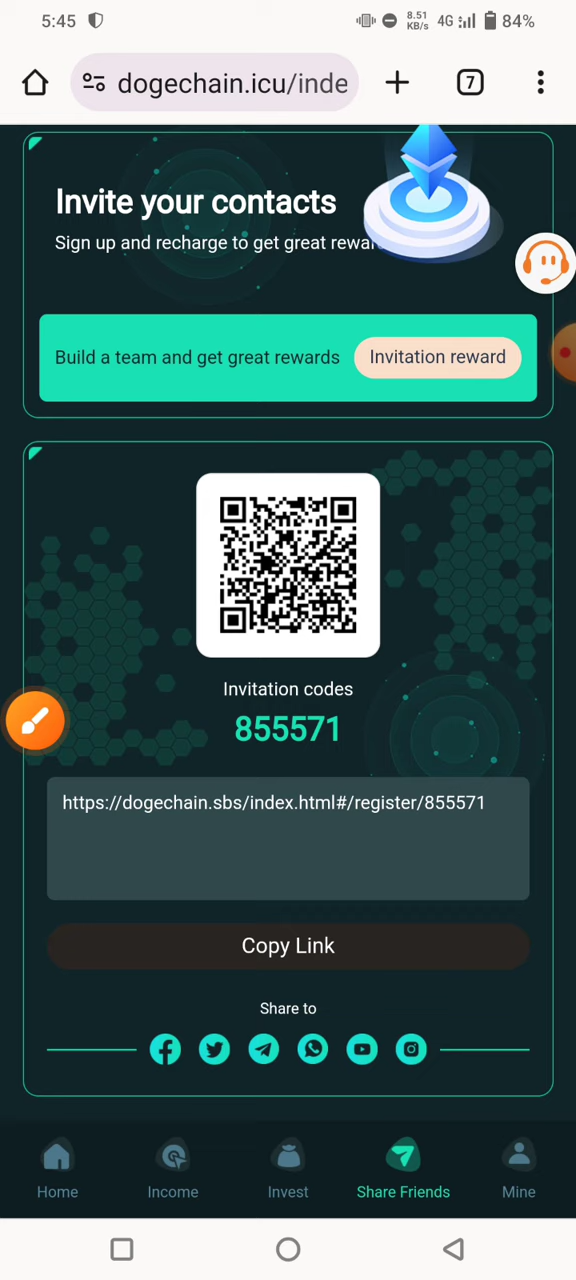 5:45
8.51
KB/s
4G
84%
dogechain.icu/inde
7
Invite your contacts
Sign up and recharge to get great rewar
Build a team and get great rewards
Invitation reward
Invitation codes
855571
https://dogechain.sbs/index.html#/register/855571
Copy Link
Share to
Home
Income
Invest
Share Friends
Mine